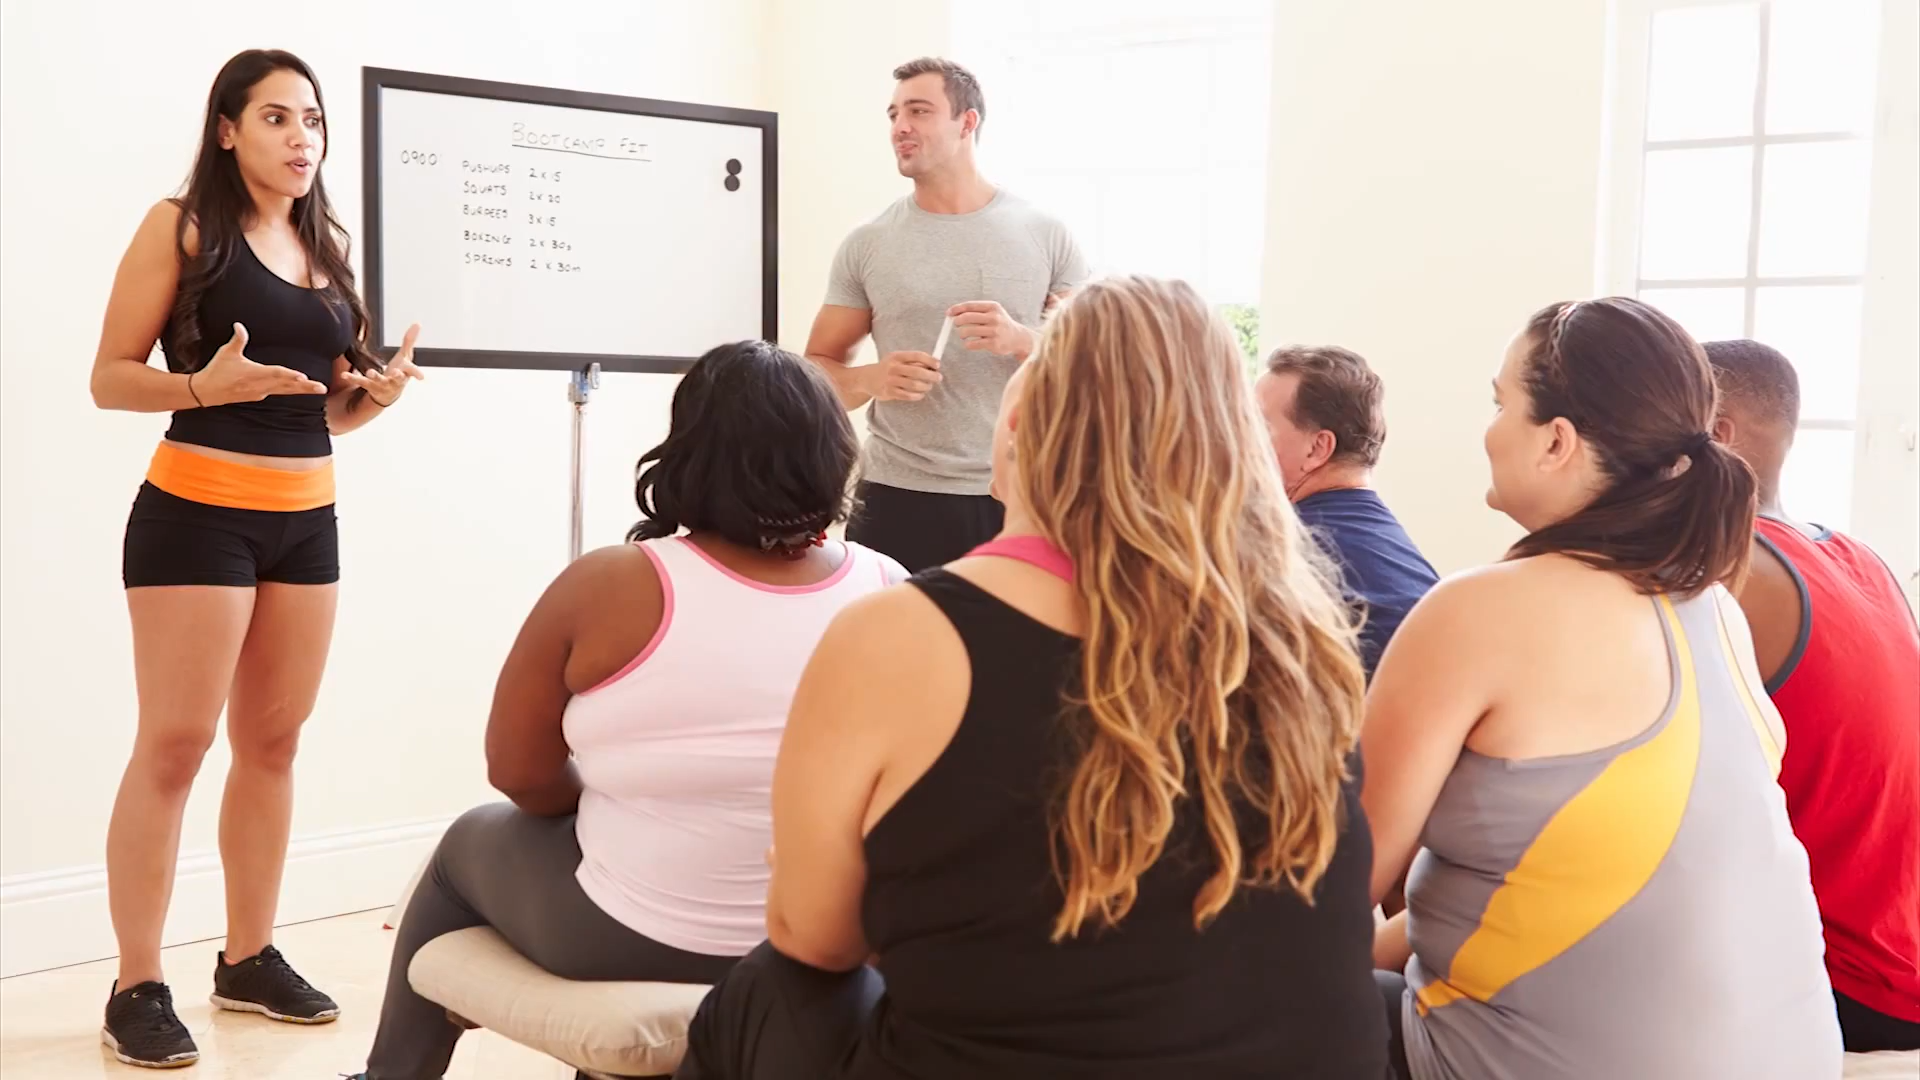 BOOTCAMP FIT
0900 PUSHUPS 2 x 15
SQUATS 2 x 20
BURPEES 3 x 15
BOXING 2 x 30s
SPRINTS 2 x 30m